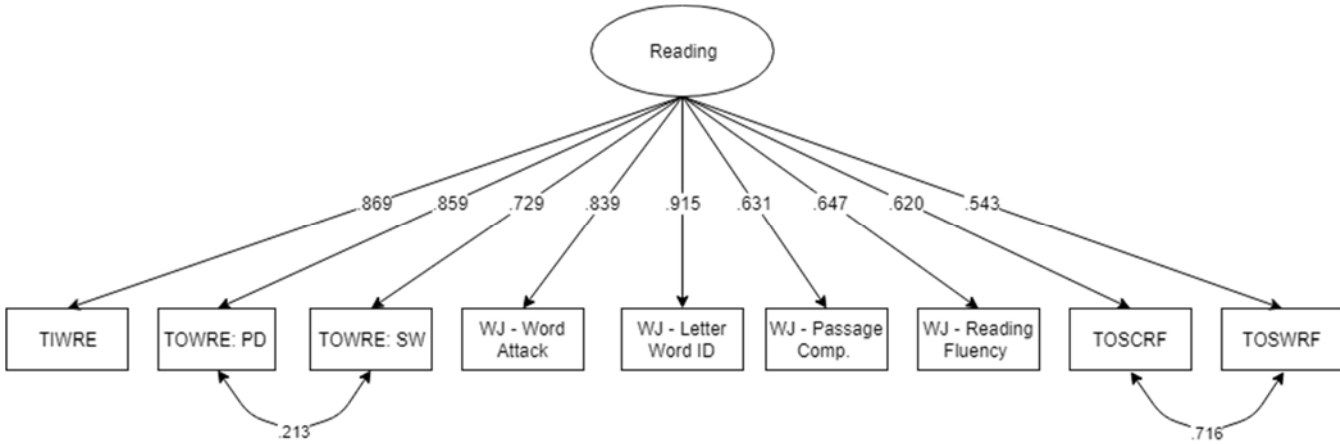 Reading
.869 .859 .729 .839 .915 .631 .647 .620 .543
TIWRE
TOWRE: PD
TOWRE: SW
WJ - Word
Attack
WJ - Letter
Word ID
WJ - Passage
Comp.
WJ - Reading
Fluency
TOSCRF
TOSWRF
.213
.716